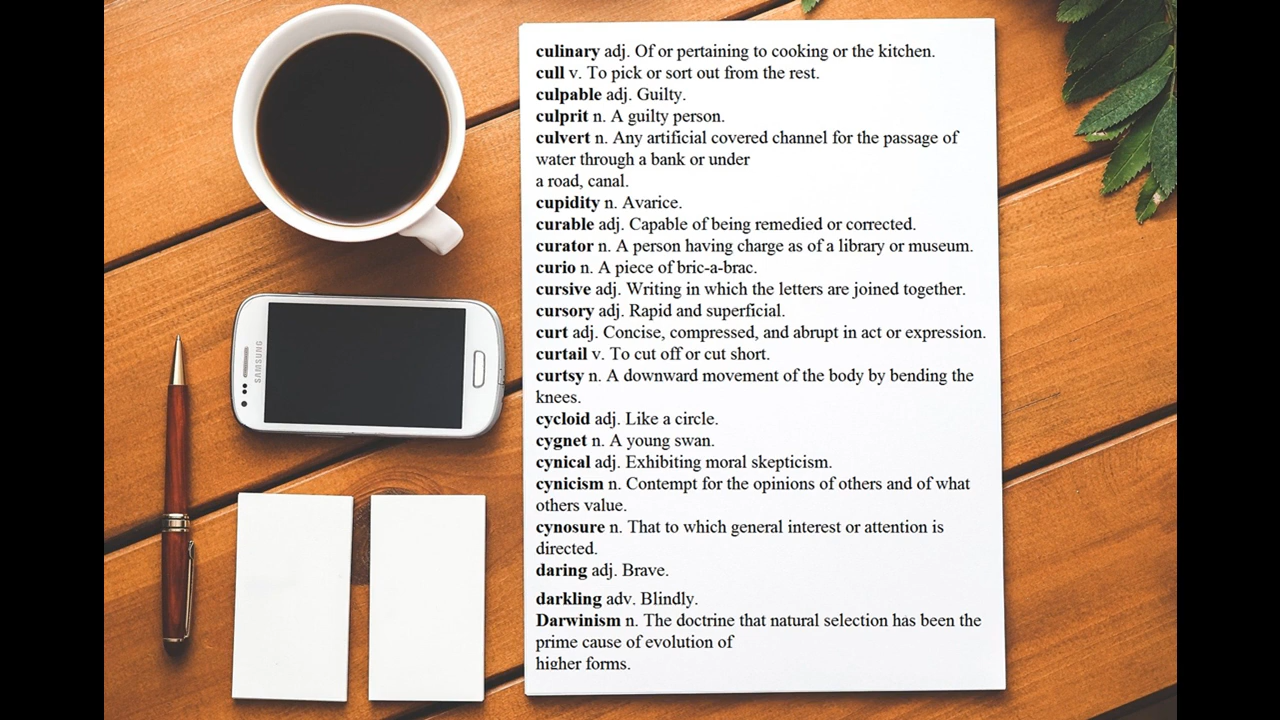 culinary adj. Of or pertaining to cooking or the kitchen.
cull v. To pick or sort out from the rest.
culpable adj. Guilty.
culprit n. A guilty person.
culvert n. Any artificial covered channel for the passage of
water through a bank or under
a road, canal.
cupidity n. Avarice.
curable adj. Capable of being remedied or corrected.
curator n. A person having charge as of a library or museum.
curio n. A piece of bric-a-brac.
cursive adj. Writing in which the letters are joined together.
cursory adj. Rapid and superficial.
curt adj. Concise, compressed, and abrupt in act or expression.
curtail v. To cut off or cut short.
curtsy n. A downward movement of the body by bending the
knees.
cycloid adj. Like a circle.
cygnet n. A young swan.
cynical adj. Exhibiting moral skepticism.
cynicism n. Contempt for the opinions of others and of what
others value.
cynosure n. That to which general interest or attention is
directed.
daring adj. Brave.
darkling adv. Blindly.
Darwinism n. The doctrine that natural selection has been the
prime cause of evolution of
higher forms.
SAMSUNG